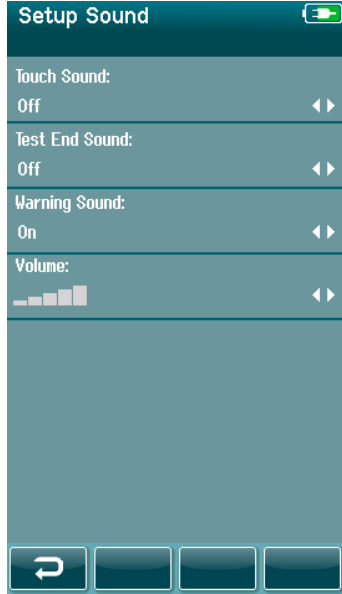 Setup Sound
Touch Sound:
Off
Test End Sound:
Off
Warning Sound:
On
Volume: